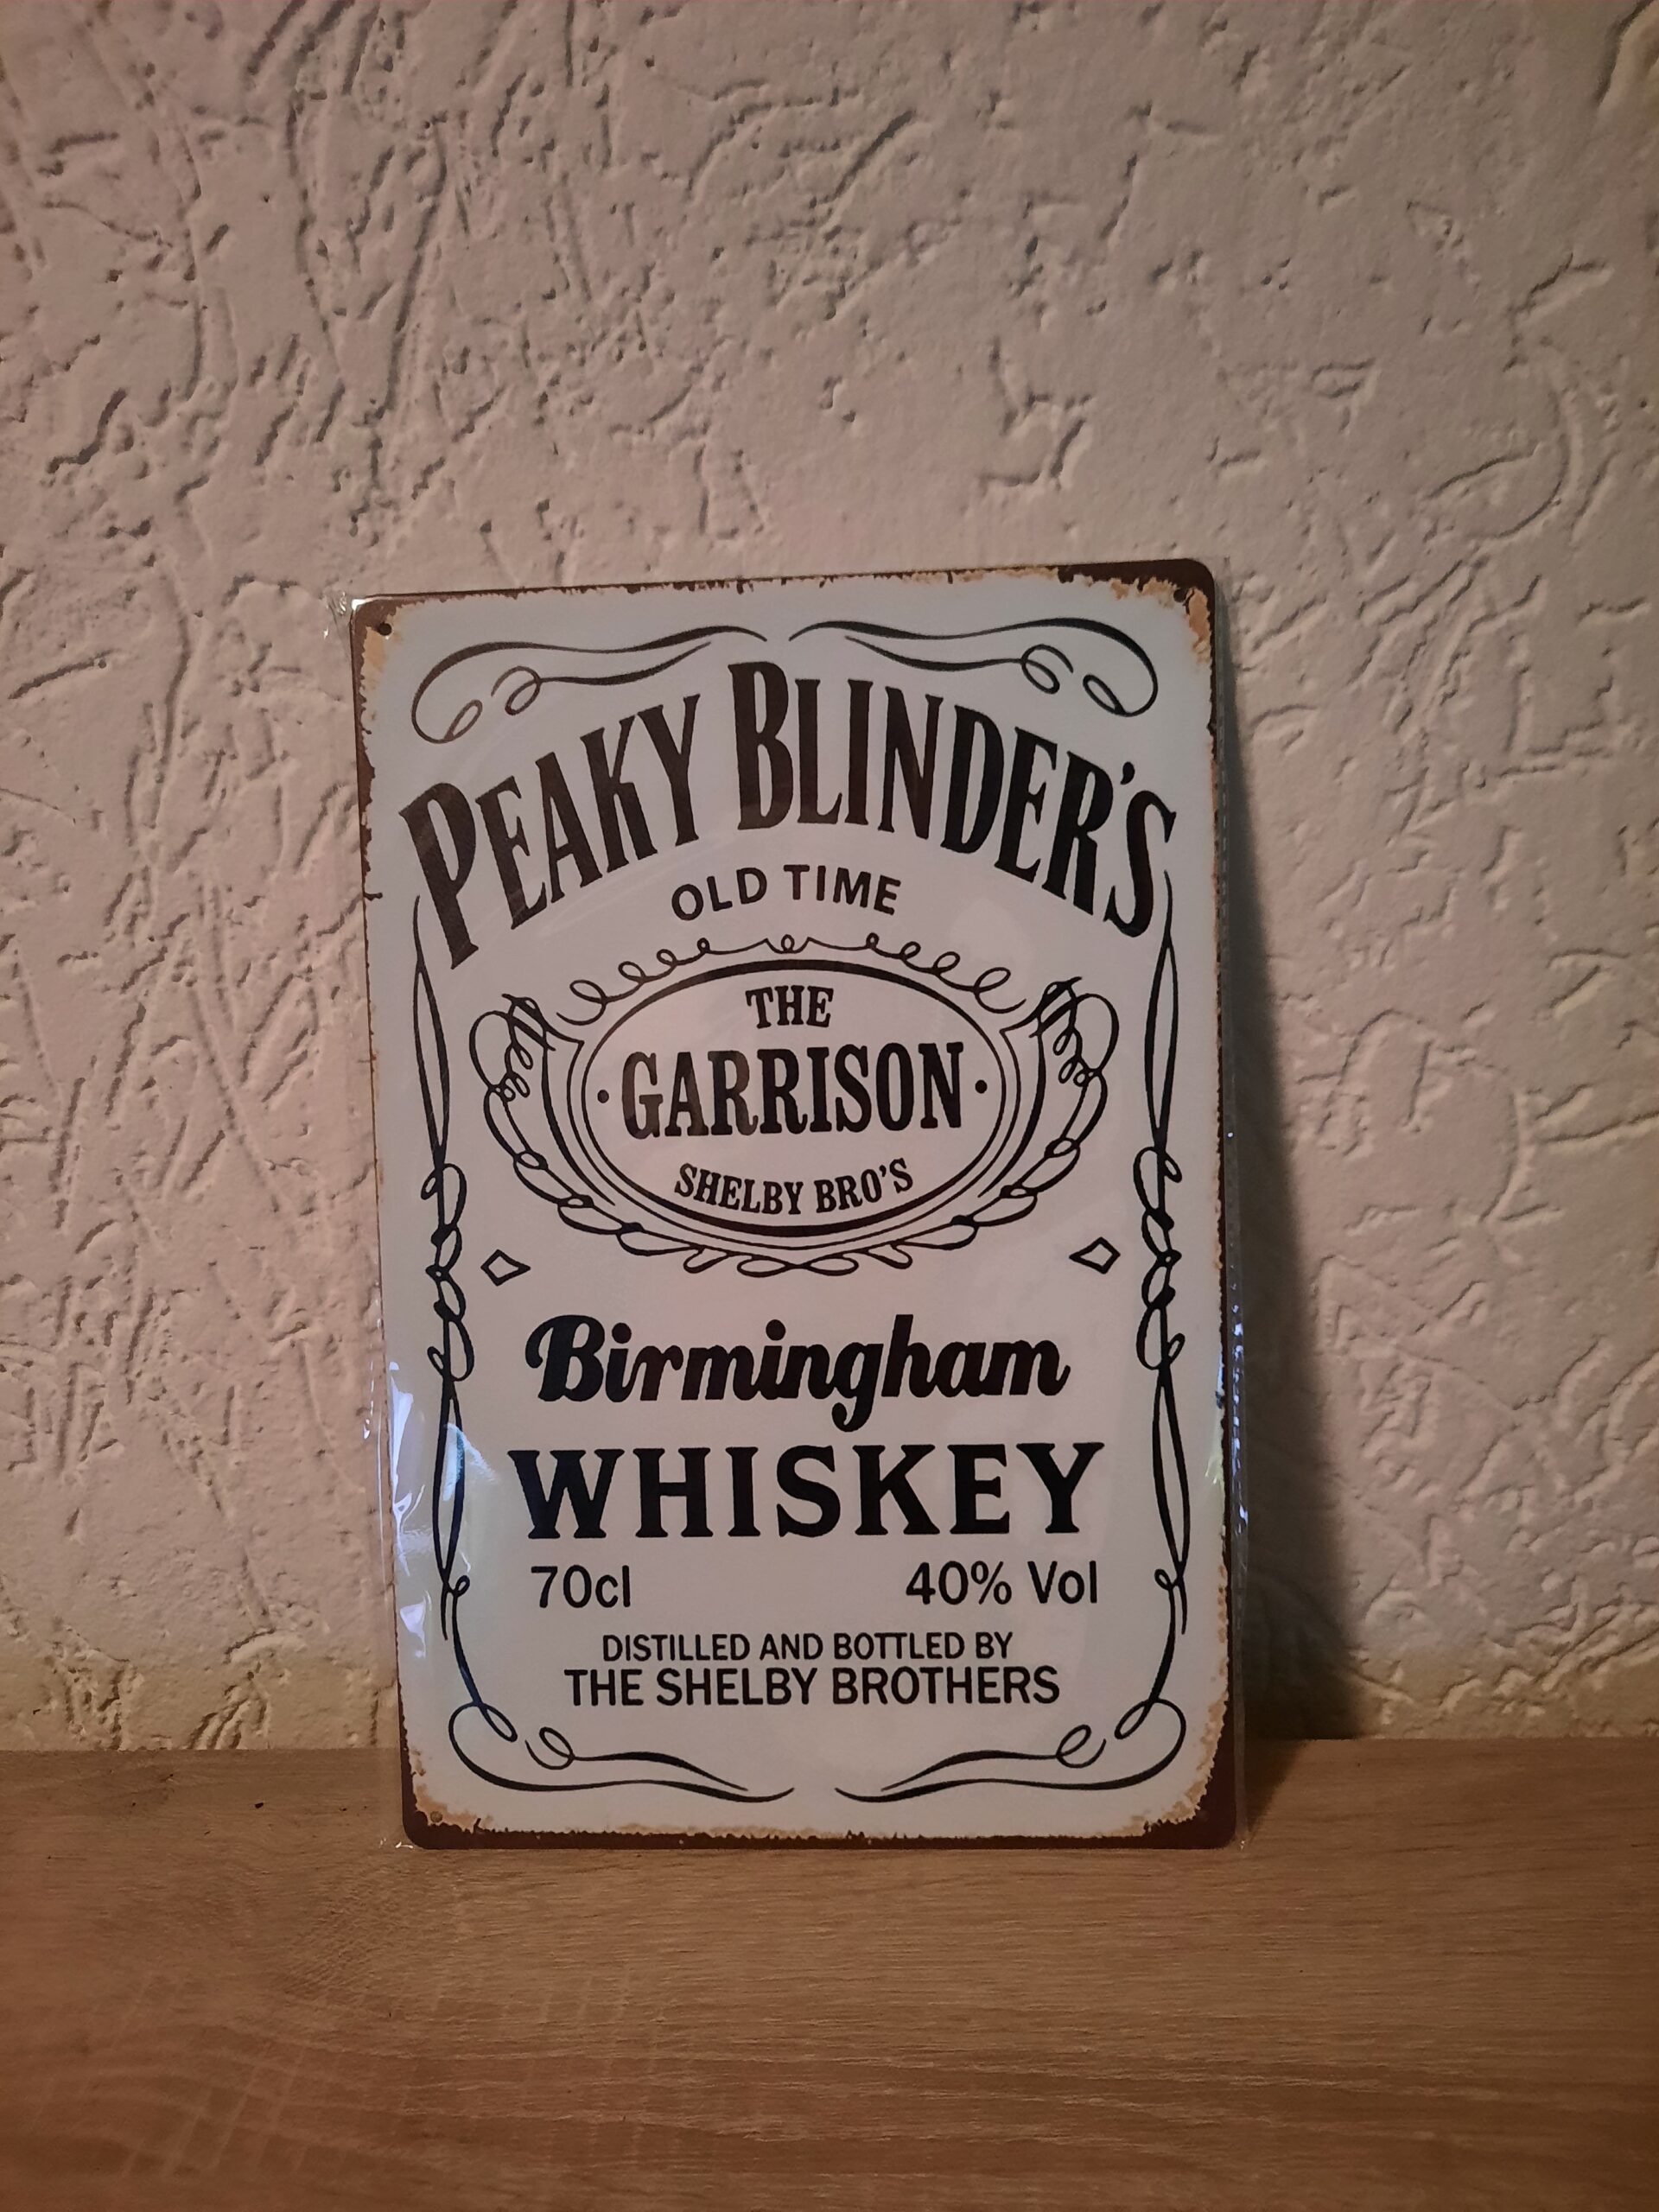 PEAKY BLINDER'S
OLD TIME
THE
·GARRISON·
SHELBY BRO'S
Birmingham
WHISKEY
70cl 40% Vol
DISTILLED AND BOTTLED BY
THE SHELBY BROTHERS